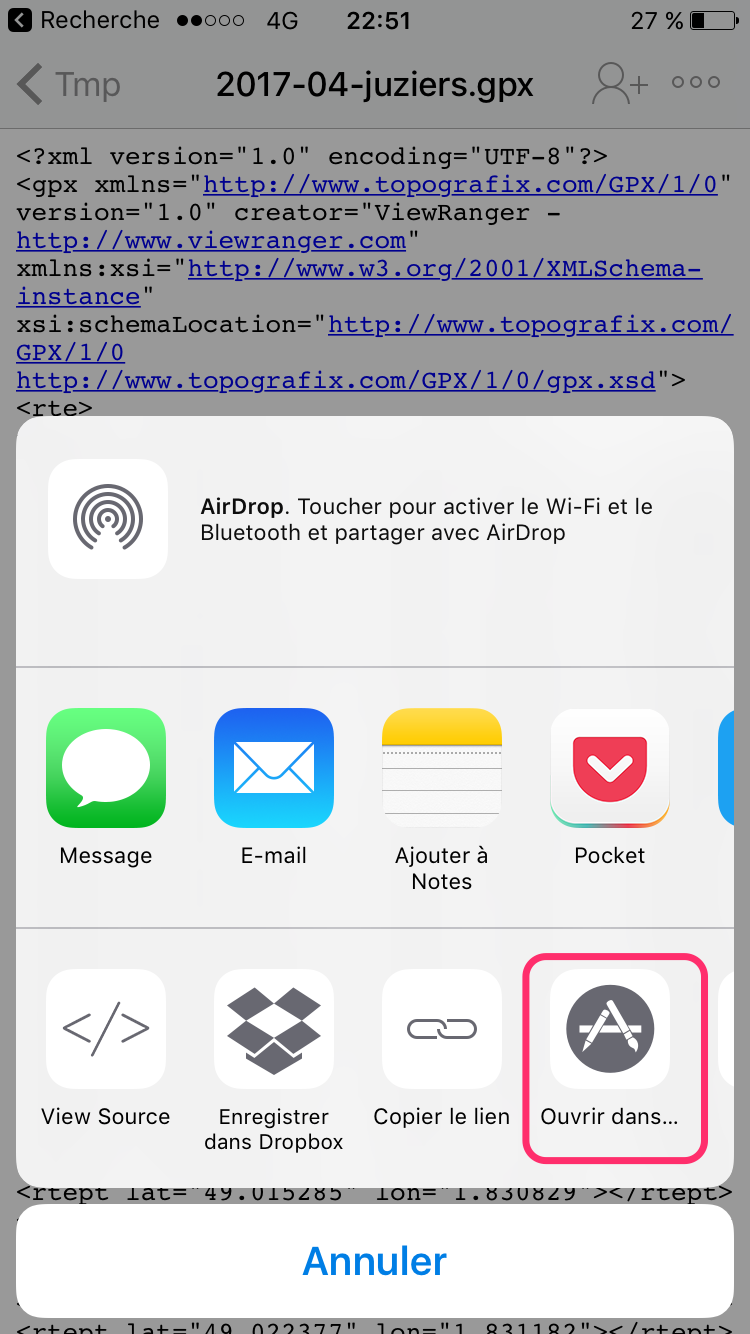 Recherche 4G 22:51 27 %
Tmp 2017-04-juziers.gpx
<?xml version="1.0" encoding="UTF-8"?>
<gpx xmlns="http://www.topografix.com/GPX/1/0"
version="1.0" creator="ViewRanger -
http://www.viewranger.com"
xmlns:xsi="http://www.w3.org/2001/XMLSchema-
instance"
xsi:schemaLocation="http://www.topografix.com/
GPX/1/0
http://www.topografix.com/GPX/1/0/gpx.xsd">
<rte>
AirDrop. Toucher pour activer le Wi-Fi et le
Bluetooth et partager avec AirDrop
Message
E-mail
Ajouter à
Notes
Pocket
View Source
Enregistrer
dans Dropbox
Copier le lien
Ouvrir dans...
<rtept lat="49.015285" lon="1.830829"></rtept>
Annuler
<rtept lat="49.022377" lon="1.831182"></rtept>